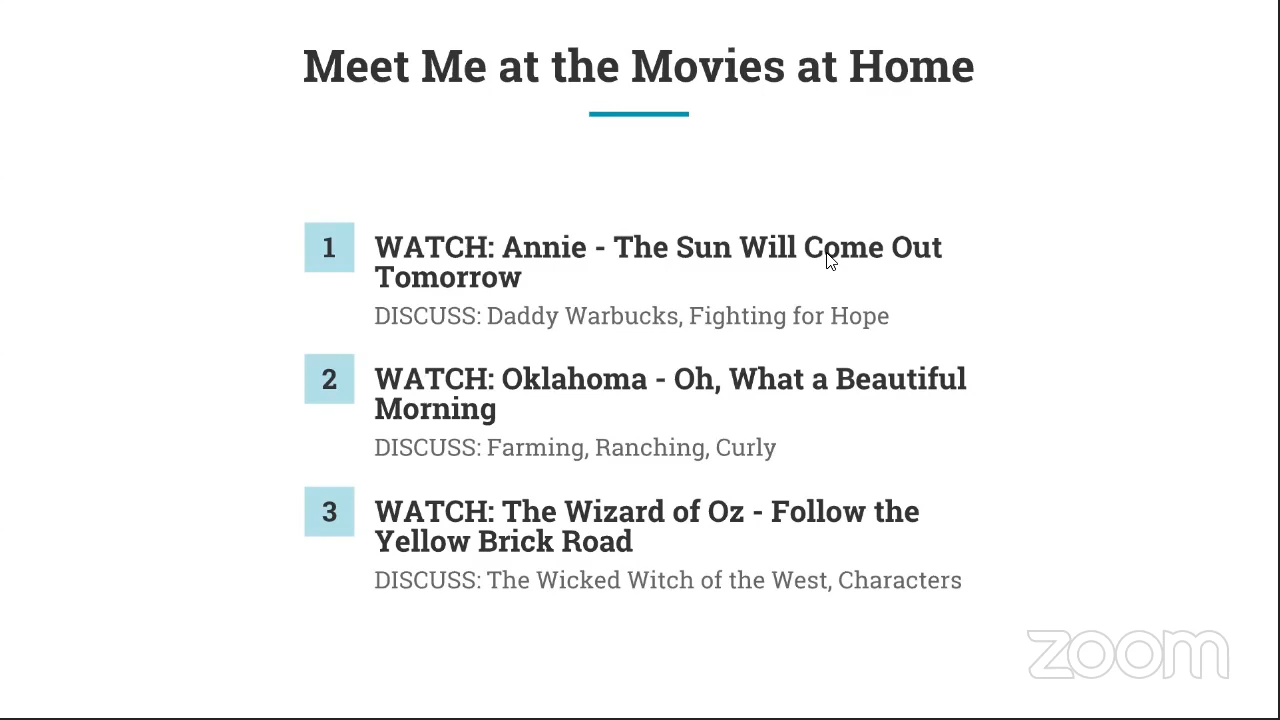 Meet Me at the Movies at Home
1
WATCH: Annie - The Sun Will Come Out
Tomorrow
DISCUSS: Daddy Warbucks, Fighting for Hope
2
WATCH: Oklahoma - Oh, What a Beautiful
Morning
DISCUSS: Farming, Ranching, Curly
3
WATCH: The Wizard of Oz - Follow the
Yellow Brick Road
DISCUSS: The Wicked Witch of the West, Characters
zoom